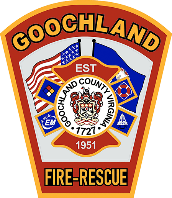 GOOCHLAND
EST
GOOCHLAND COUNTY VIRGINIA
• 1727 •
1951
FIRE-RESCUE